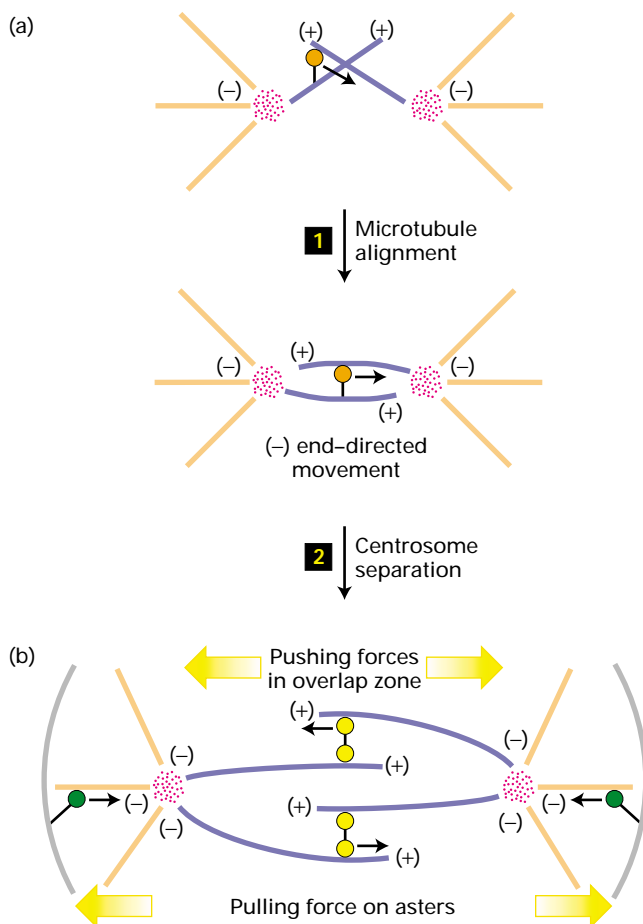 (a)
(+) (+)
(–) (–)
1 Microtubule
alignment
(+)
(–) (–)
(+)
(–) end–directed
movement
2 Centrosome
separation
(b)
Pushing forces
in overlap zone
(+)
(–) (–)
(+)
(–) (–)
(+)
(–) (–)
(+)
Pulling force on asters